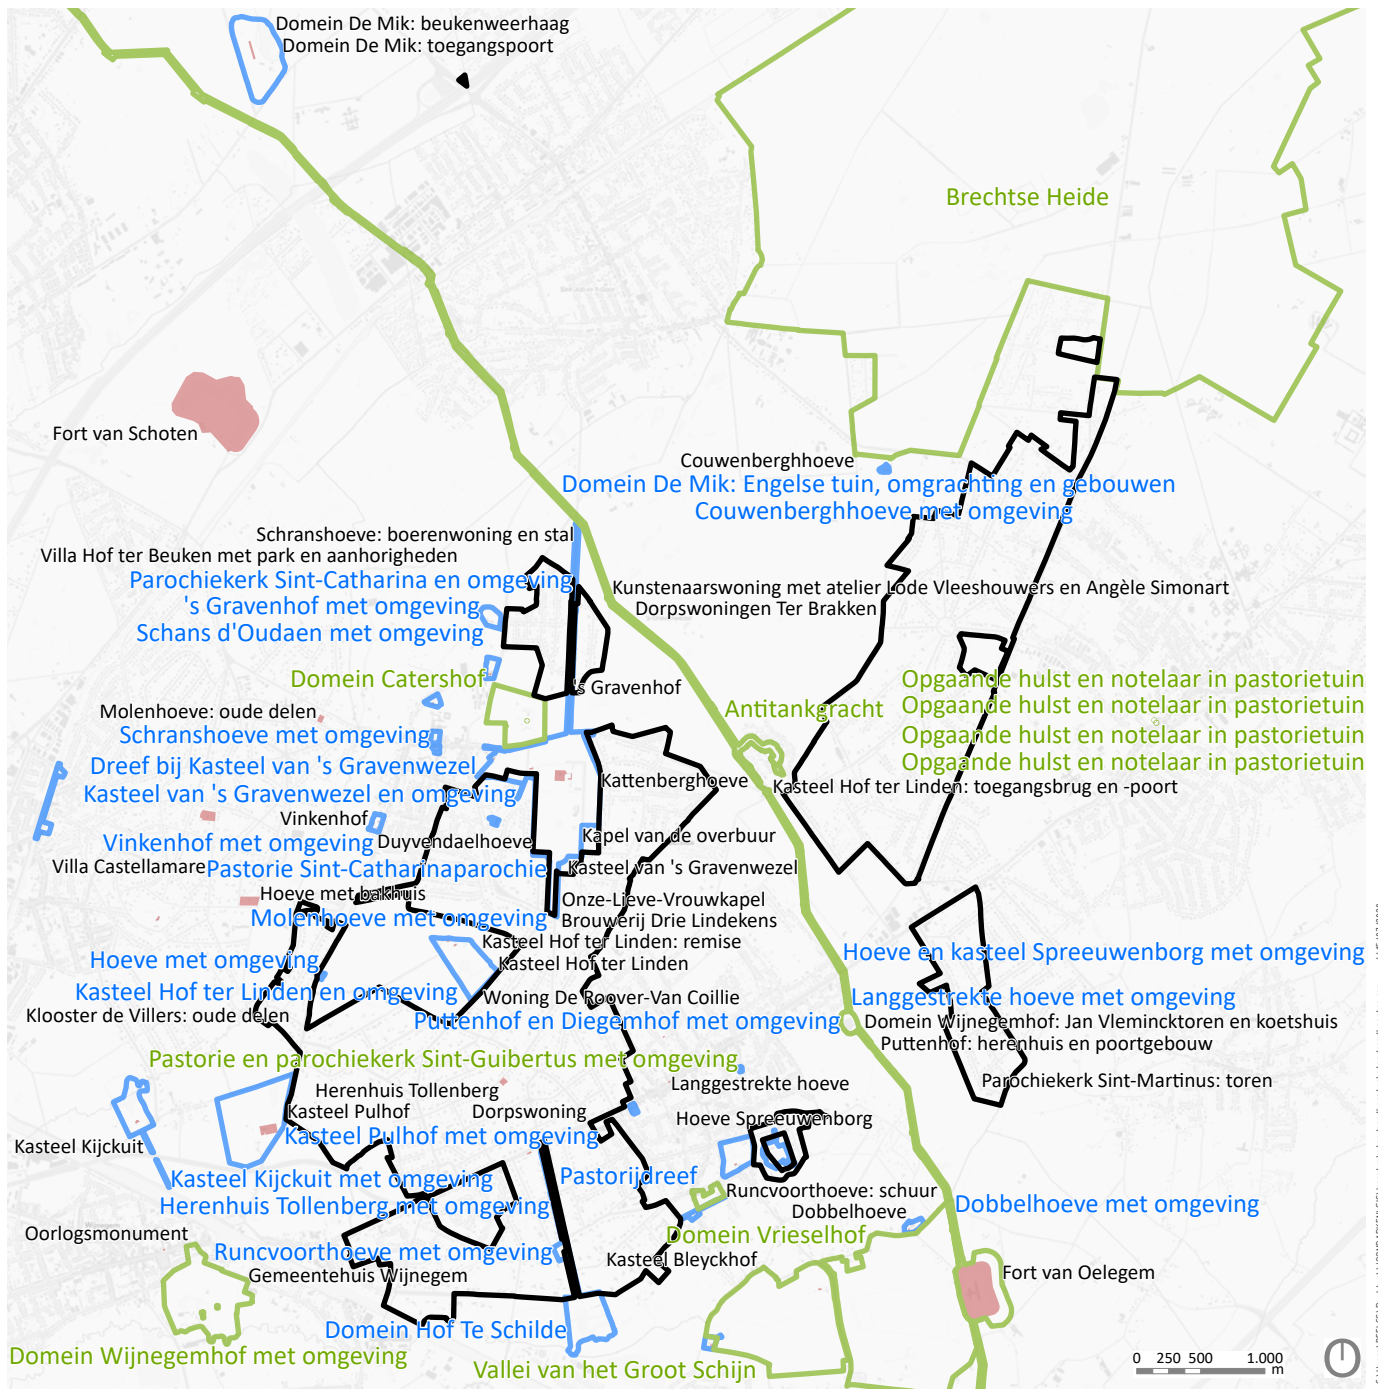 Domein De Mik: beukenweerhaag
Domein De Mik: toegangspoort
Brechtse Heide
Fort van Schoten
Couwenberghhoeve
Domein De Mik: Engelse tuin, omgrachting en gebouwen
Couwenberghhoeve met omgeving
Schranshoeve: boerenwoning en stal
Villa Hof ter Beuken met park en aanhorigheden
Parochiekerk Sint-Catharina en omgeving
Kunstenaarswoning met atelier Lode Vleeshouwers en Angèle Simonart
's Gravenhof met omgeving
Dorpswoningen Ter Brakken
Schans d'Oudaen met omgeving
Domein Catershof
's Gravenhof
Opgaande hulst en notelaar in pastorietuin
Opgaande hulst en notelaar in pastorietuin
Antitankgracht
Molenhoeve: oude delen
Schranshoeve met omgeving
Opgaande hulst en notelaar in pastorietuin
Opgaande hulst en notelaar in pastorietuin
Dreef bij Kasteel van 's Gravenwezel
Kattenberghoeve
Kasteel Hof ter Linden: toegangsbrug en -poort
Kasteel van 's Gravenwezel en omgeving
Vinkenhof
Vinkenhof met omgeving
Duyvendaelhoeve
Kapel van de overbuur
Villa Castellamare
Pastorie Sint-Catharinaparochie
Kasteel van 's Gravenwezel
Hoeve met bakhuis
Onze-Lieve-Vrouwkapel
Molenhoeve met omgeving
Brouwerij Drie Lindekens
Kasteel Hof ter Linden: remise
Hoeve met omgeving
Kasteel Hof ter Linden
Hoeve en kasteel Spreeuwenborg met omgeving
Kasteel Hof ter Linden en omgeving
Woning De Roover-Van Coillie
Langgestrekte hoeve met omgeving
Klooster de Villers: oude delen
Puttenhof en Diegemhof met omgeving
Domein Wijnegemhof: Jan Vlemincktoren en koetshuis
Puttenhof: herenhuis en poortgebouw
Pastorie en parochiekerk Sint-Guibertus met omgeving
Parochiekerk Sint-Martinus: toren
Herenhuis Tollenberg
Langgestrekte hoeve
Kasteel Pulhof
Dorpswoning
Hoeve Spreeuwenborg
Kasteel Pulhof met omgeving
Kasteel Kijckuit
Kasteel Kijckuit met omgeving
Pastorijdreef
Runcvoorthoeve: schuur
Herenhuis Tollenberg met omgeving
Dobbelhoeve
Dobbelhoeve met omgeving
Oorlogsmonument
Domein Vrieselhof
Runcvoorthoeve met omgeving
Kasteel Bleyckhof
Gemeentehuis Wijnegem
Fort van Oelegem
Domein Hof Te Schilde
Domein Wijnegemhof met omgeving
Vallei van het Groot Schijn
0 250 500 1.000
m